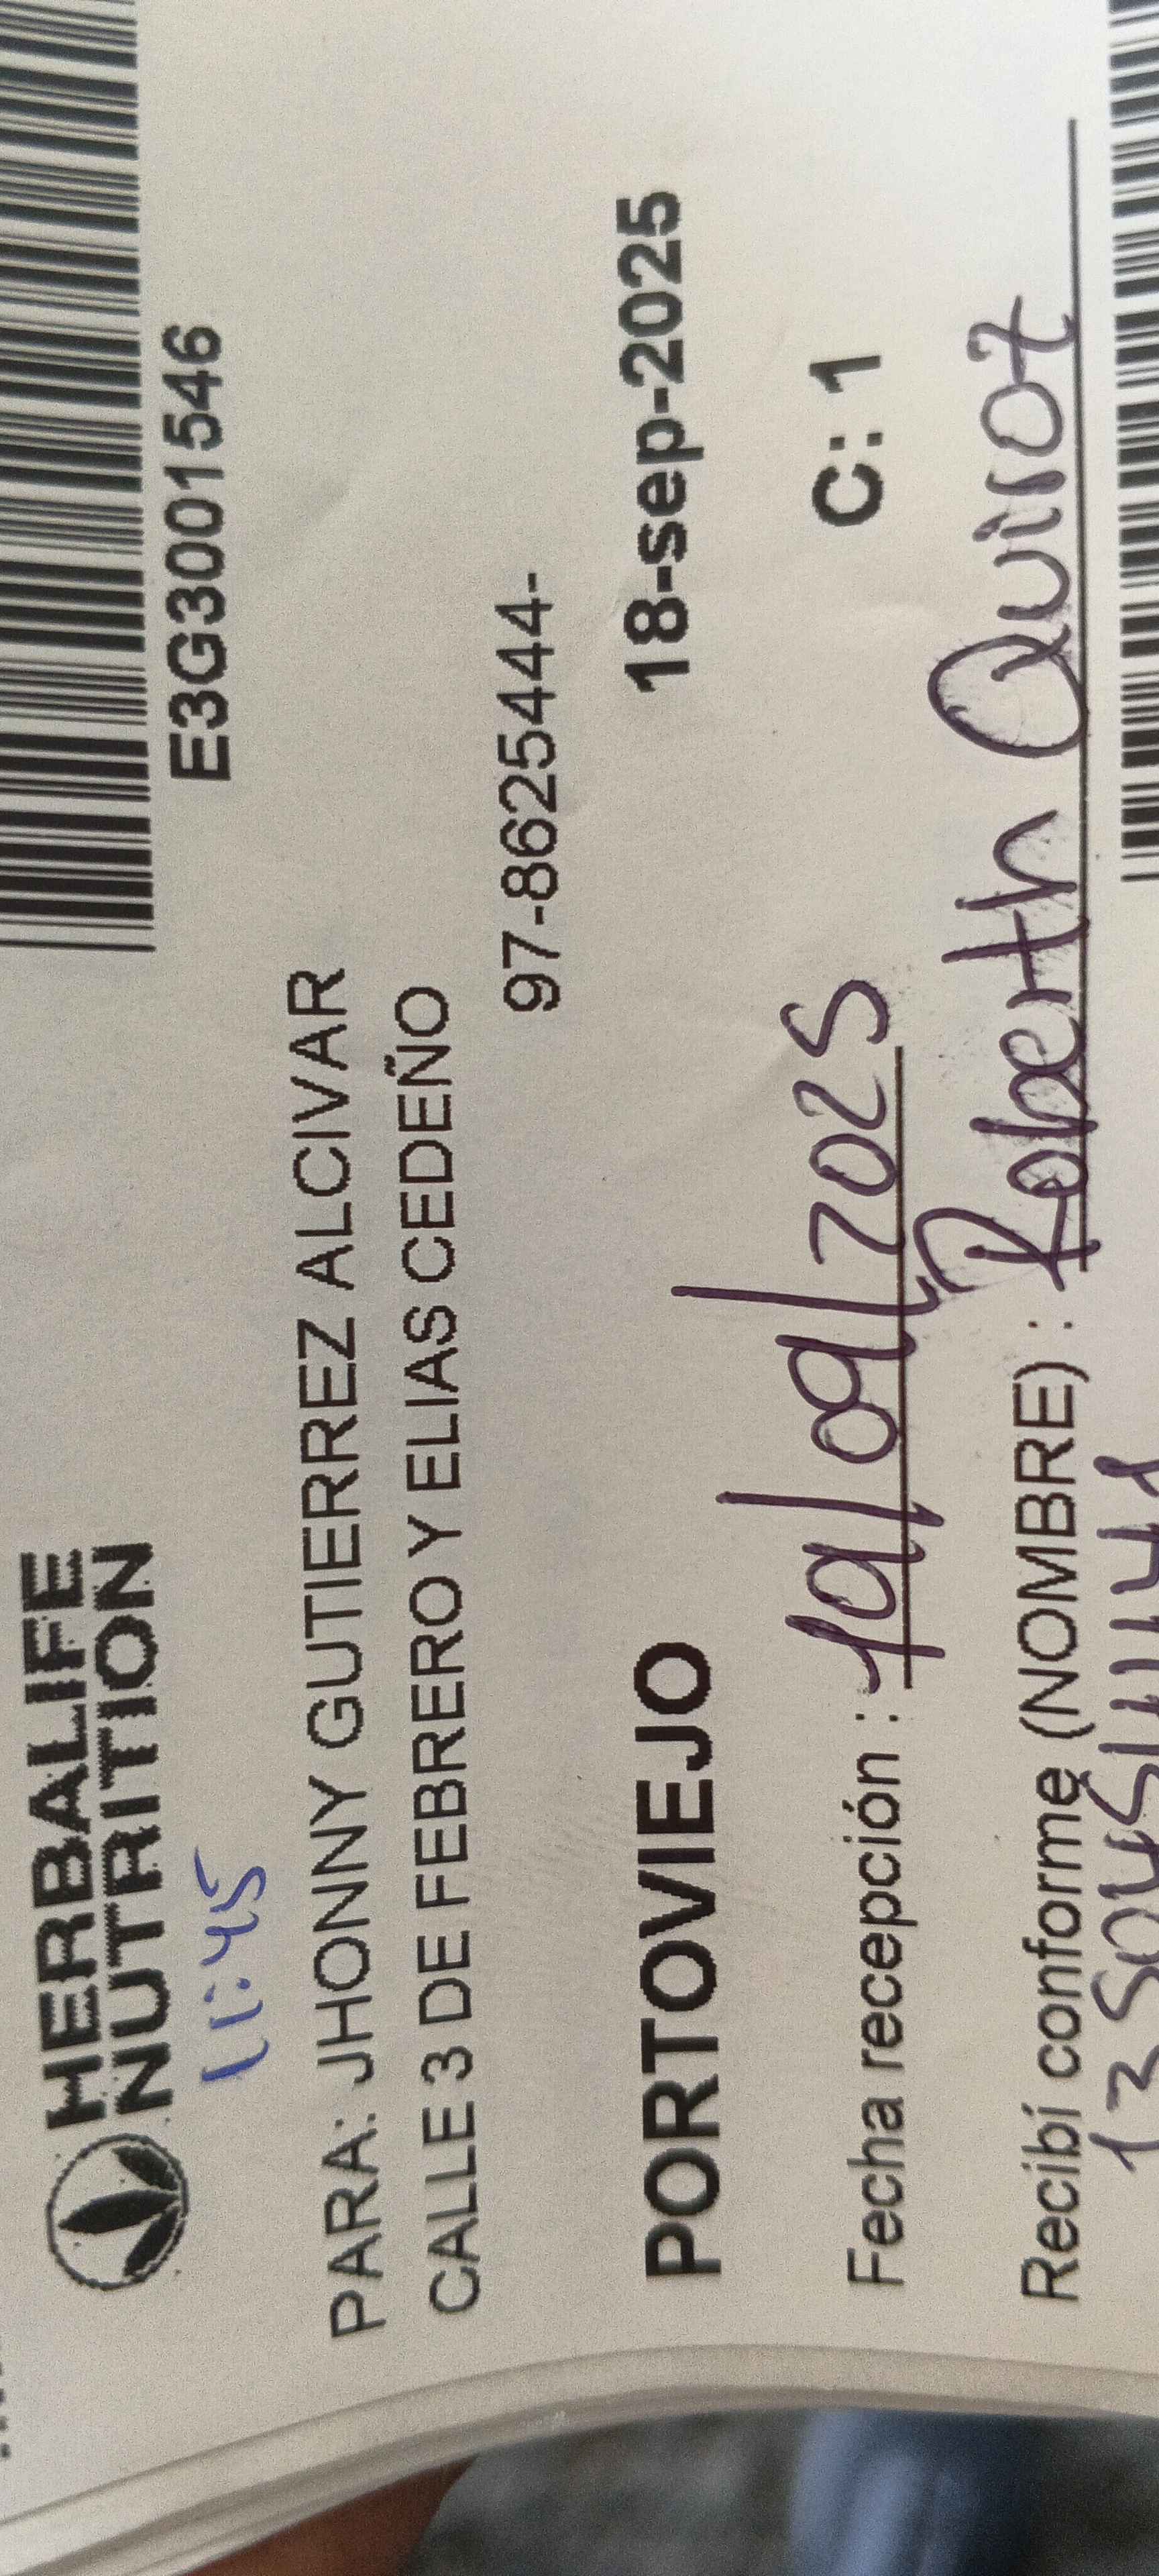 HERBALIFE
NUTRITION
E3G3001546
11:45
PARA: JHONNY GUTIERREZ ALCIVAR
CALLE 3 DE FEBRERO Y ELIAS CEDEÑO
97-8625444-
PORTOVIEJO 18-sep-2025
Fecha recepción : 19/09/2025 C: 1
Recibí conforme (NOMBRE) : Roberth Quiroz